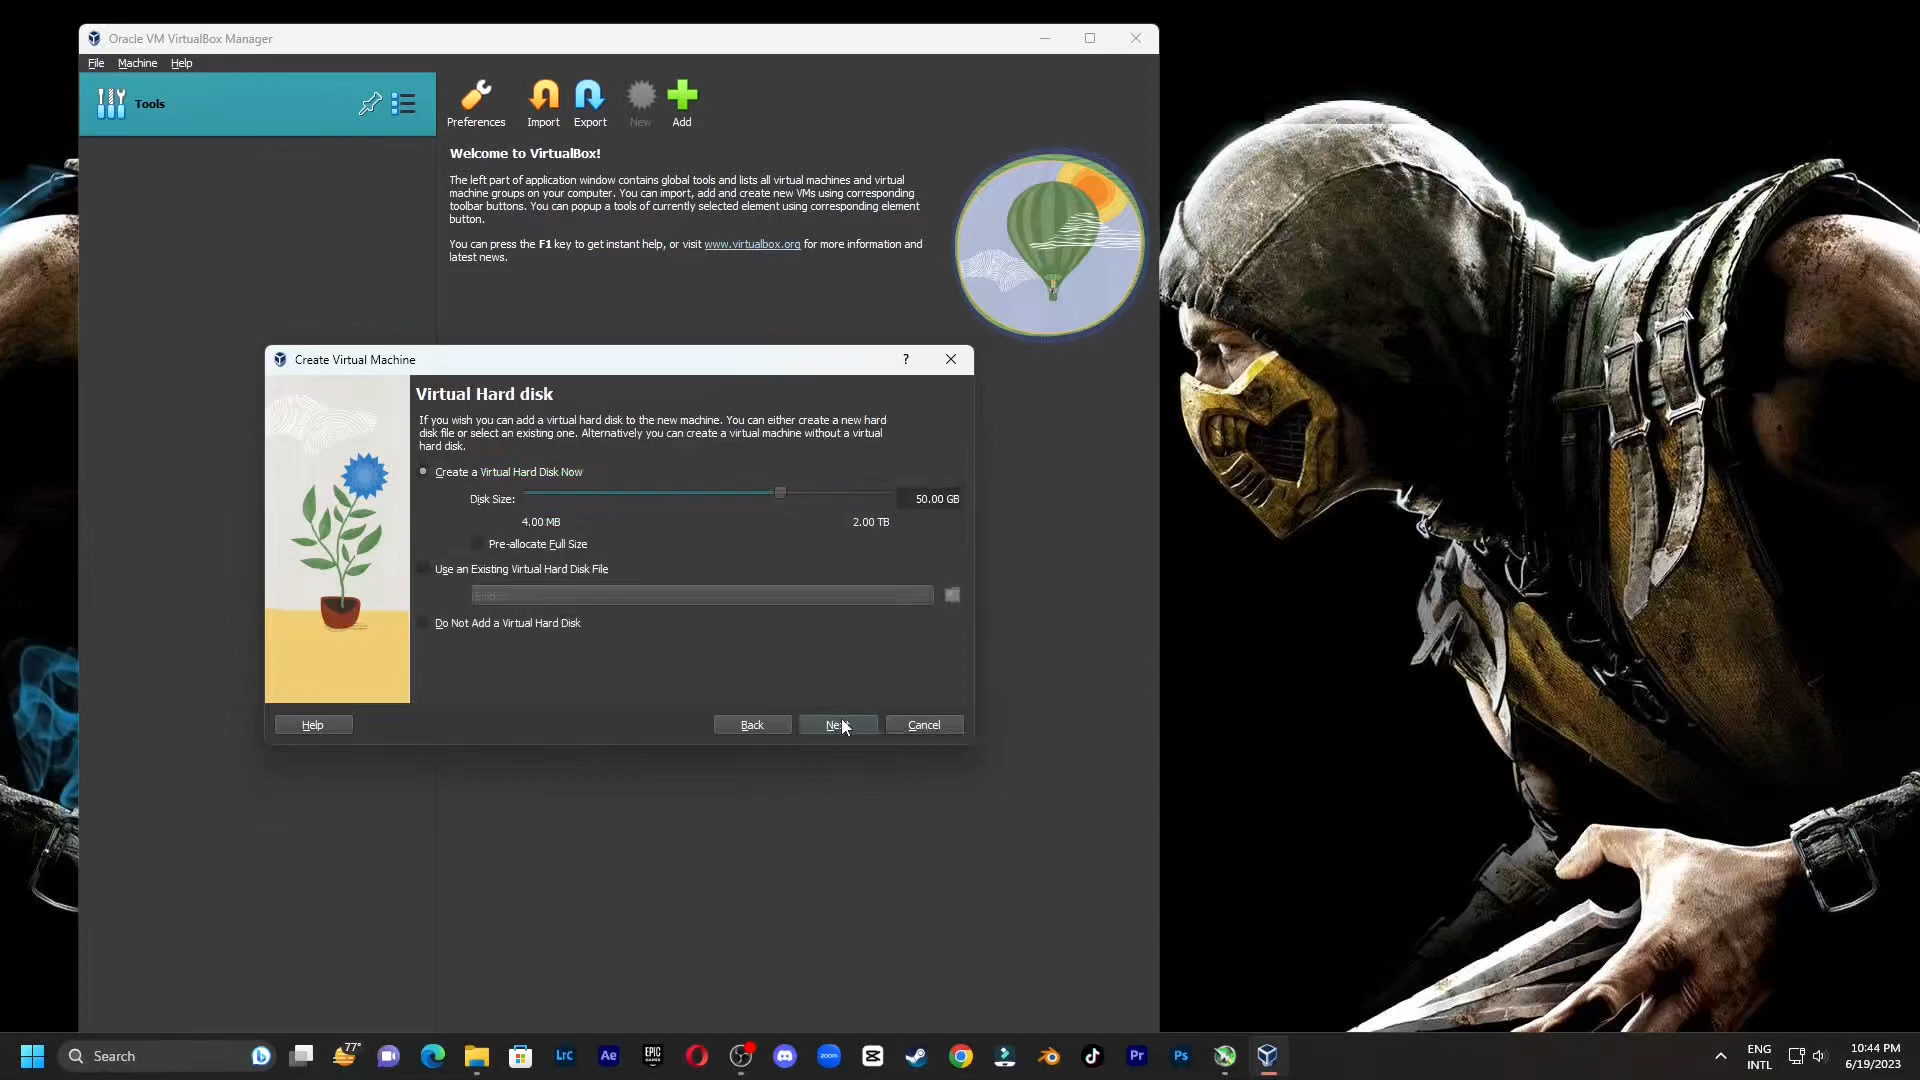 Oracle VM VirtualBox Manager
File Machine Help
Tools
Preferences Import Export New Add
Welcome to VirtualBox!
The left part of application window contains global tools and lists all virtual machines and virtual
machine groups on your computer. You can import, add and create new VMs using corresponding
toolbar buttons. You can popup a tools of currently selected element using corresponding element
button.
You can press the F1 key to get instant help, or visit www.virtualbox.org for more information and
latest news.
Create Virtual Machine
?
Virtual Hard disk
If you wish you can add a virtual hard disk to the new machine. You can either create a new hard
disk file or select an existing one. Alternatively you can create a virtual machine without a virtual
hard disk.
Create a Virtual Hard Disk Now
Disk Size: 50.00 GB
4.00 MB 2.00 TB
Pre-allocate Full Size
Use an Existing Virtual Hard Disk File
Do Not Add a Virtual Hard Disk
Help Back Cancel
Search
77°
LrC
Ae
EPIC
GAMES
zoom
Pr
Ps
ENG
INTL
10:44 PM
6/19/2023